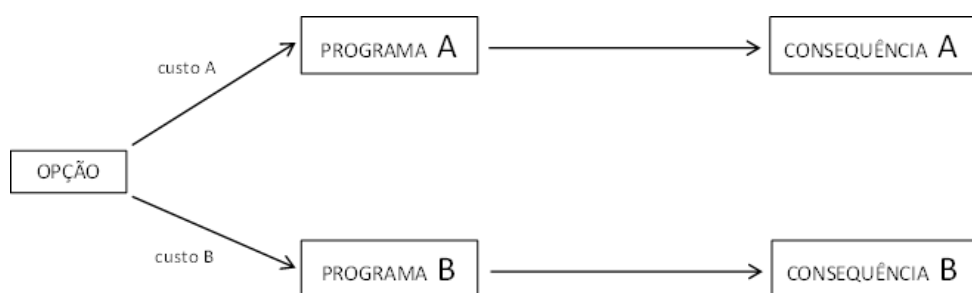 PROGRAMA A
CONSEQUÊNCIA A
custo A
OPÇÃO
custo B
PROGRAMA B
CONSEQUÊNCIA B